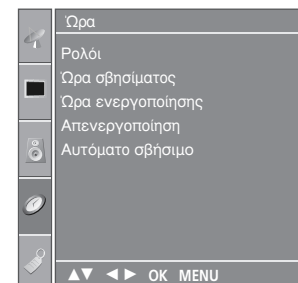 Ώρα
Ρολόι
Ώρα σβησίματος
Ώρα ενεργοποίησης
Απενεργοποίηση
Αυτόματο σβήσιμο
▲▼ ◄► OK MENU